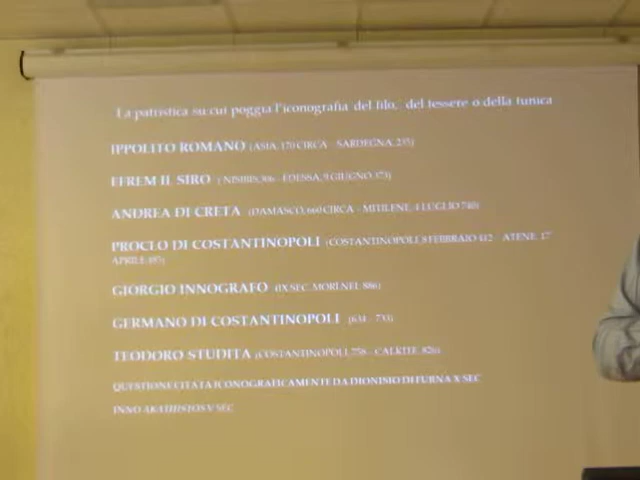 La patristica su cui poggia l'iconografia del filo, del tessere o della tunica
IPPOLITO ROMANO (ASIA, 170 CIRCA - SARDEGNA, 235)
EFREM IL SIRO ( NISIBIS, 306 - EDESSA, 9 GIUGNO 373)
ANDREA DI CRETA (DAMASCO, 660 CIRCA - MITILENE, 4 LUGLIO 740)
PROCLO DI COSTANTINOPOLI (COSTANTINOPOLI, 8 FEBBRAIO 412 - ATENE, 17
APRILE
GIORGIO INNOGRAFO (IX SEC. MORI NEL 886)
GERMANO DI COSTANTINOPOLI (634 - 733)
TEODORO STUDITA (COSTANTINOPOLI, 758 - CALKITE, 826)
QUESTIONE CITATA ICONOGRAFICAMENTE DA DIONISIO DI FURNA X SEC
INNO AKATHISTOS V SEC